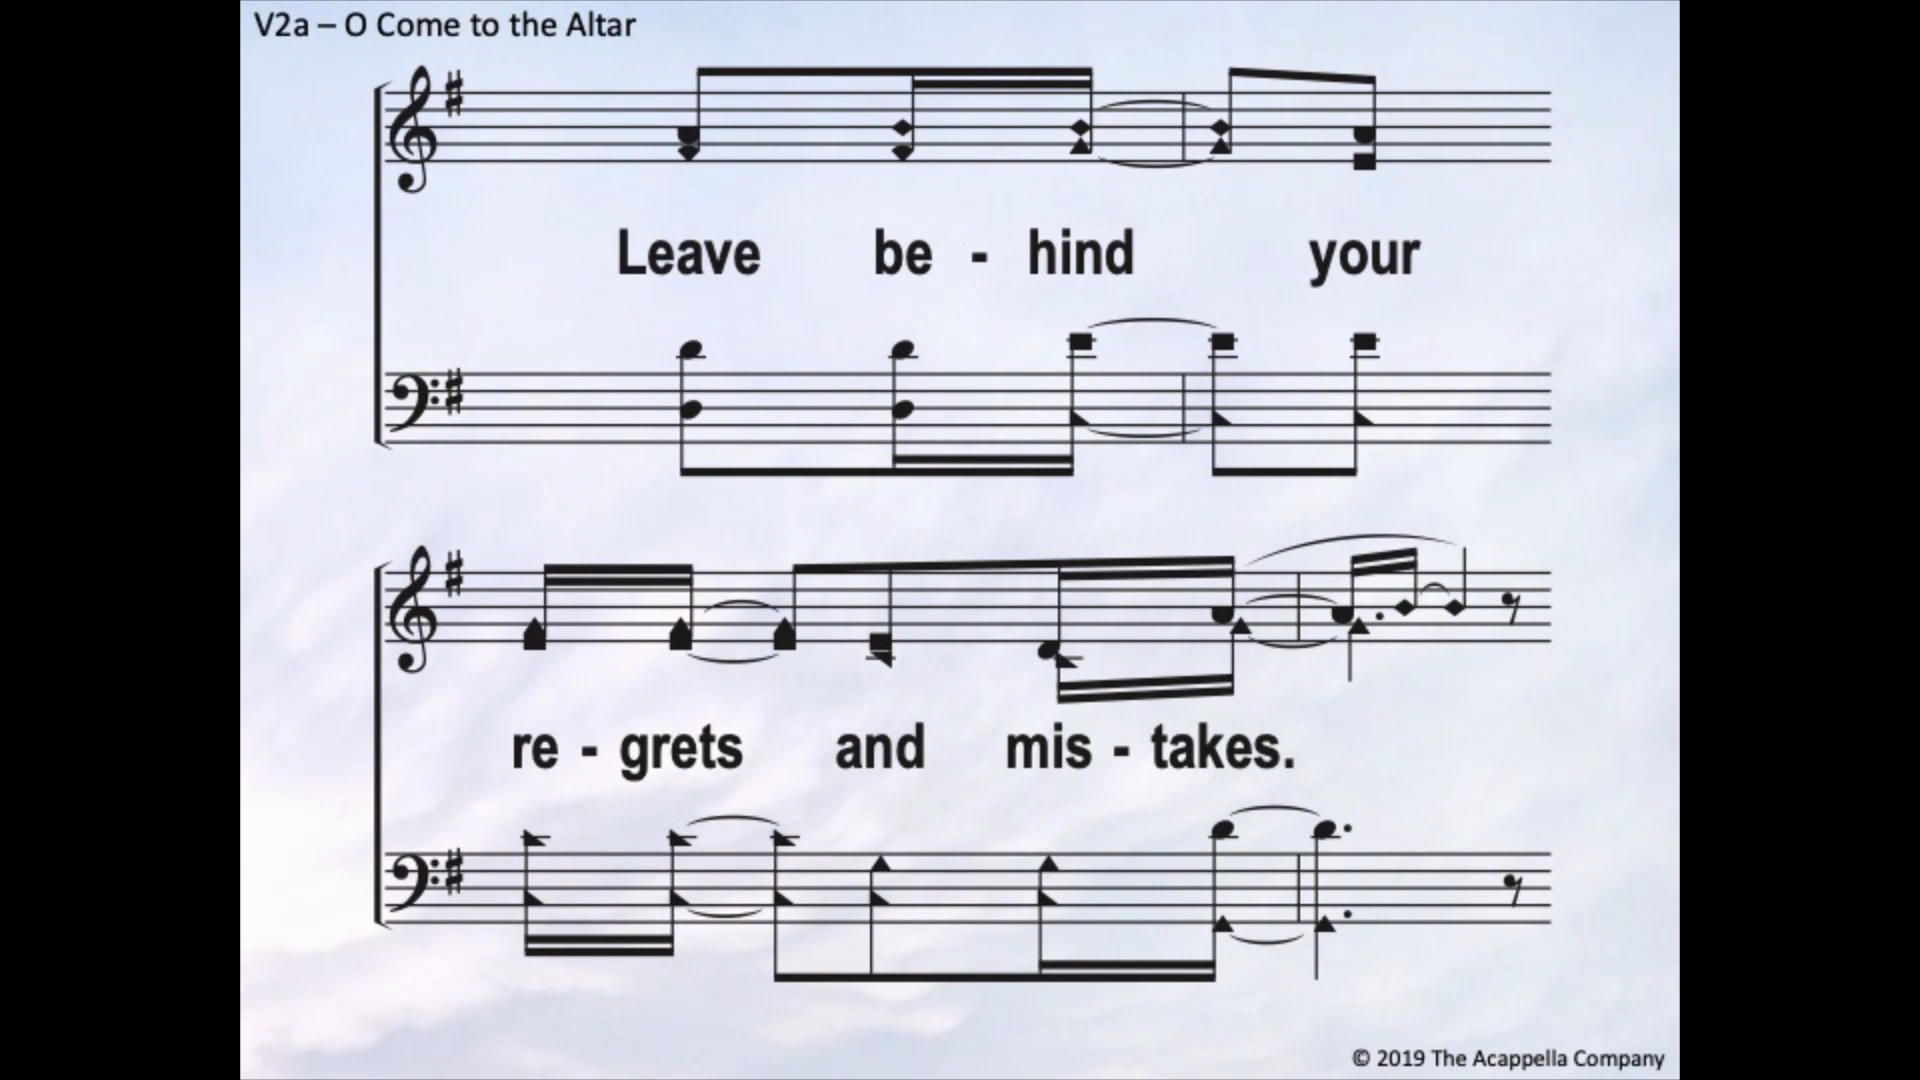 V2a – O Come to the Altar
Leave be - hind your
re - grets and mis - takes.
© 2019 The Acappella Company